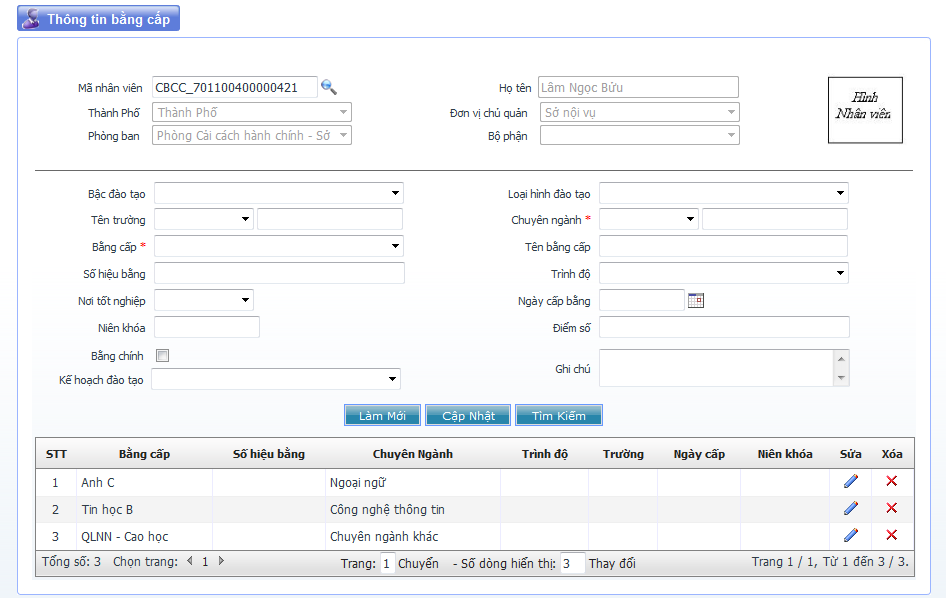 Thông tin bằng cấp
Mã nhân viên CBCC_701100400000421 Họ tên Lâm Ngọc Bửu
Thành Phố Thành Phố Đơn vị chủ quản Sở nội vụ
Phòng ban Phòng Cải cách hành chính - Sở Bộ phận
Hình
Nhân viên
Bậc đào tạo Loại hình đào tạo
Tên trường Chuyên ngành *
Bằng cấp * Tên bằng cấp
Số hiệu bằng Trình độ
Nơi tốt nghiệp Ngày cấp bằng
Niên khóa Điểm số
Bằng chính Ghi chú
Kế hoạch đào tạo
Làm Mới Cập Nhật Tìm Kiếm
STT Bằng cấp Số hiệu bằng Chuyên Ngành Trình độ Trường Ngày cấp Niên khóa Sửa Xóa
1 Anh C Ngoại ngữ
2 Tin học B Công nghệ thông tin
3 QLNN - Cao học Chuyên ngành khác
Tổng số: 3 Chọn trang: 1 Trang: 1 Chuyển - Số dòng hiển thị: 3 Thay đổi Trang 1 / 1, Từ 1 đến 3 / 3.